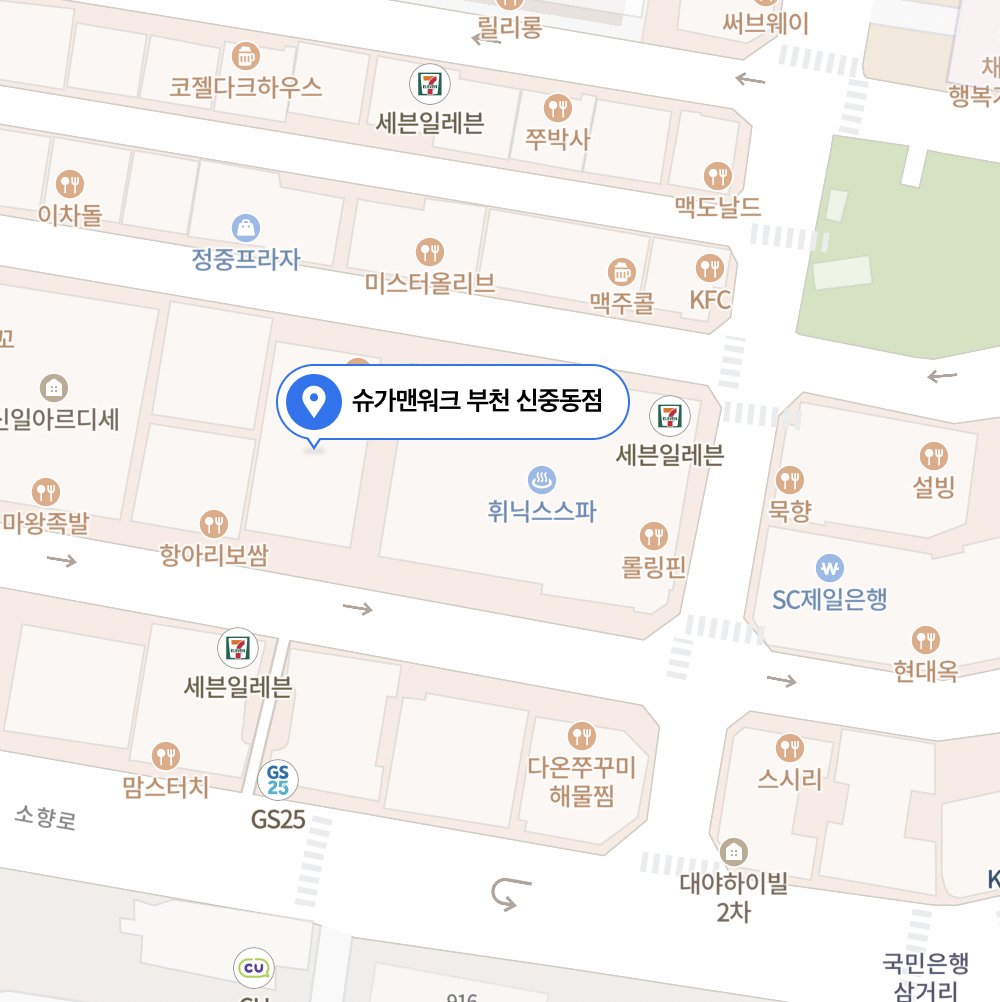 릴리롱
써브웨이
코젤다크하우스
세븐일레븐
쭈박사
행복
이차돌
맥도날드
정중프라자
미스터올리브
맥주콜
KFC
꼬
슈가맨워크 부천 신중동점
신일아르디세
세븐일레븐
휘닉스스파
설빙
묵향
마왕족발
항아리보쌈
롤링핀
SC제일은행
현대옥
세븐일레븐
맘스터치
다온쭈꾸미
해물찜
스시리
GS
25
GS25
소향로
대야하이빌
2차
국민은행
삼거리
CU
CU
916